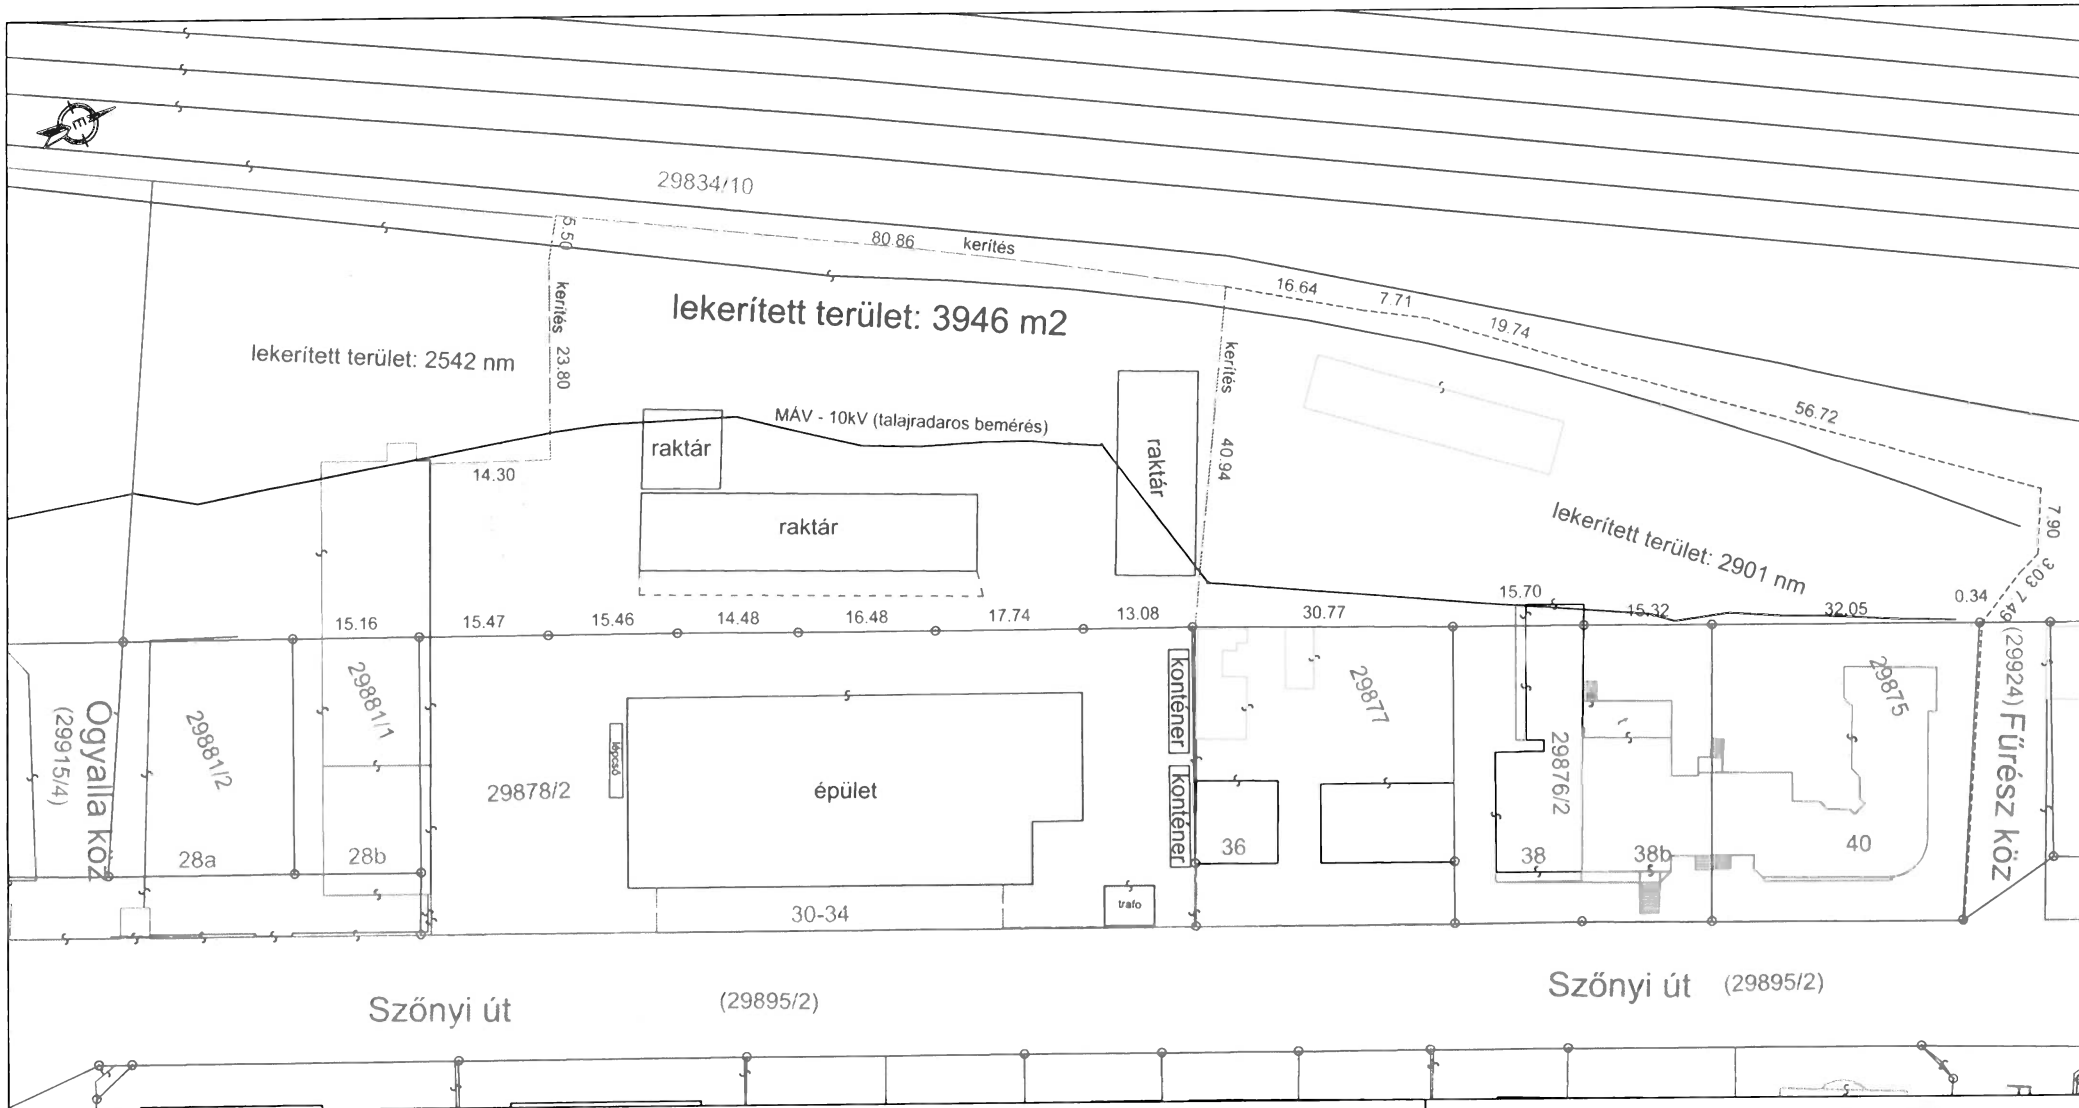 É
29834/10
5.50
80.86
kerítés
16.64
7.71
19.74
lekerített terület: 3946 m2
kerítés 23.80
lekerített terület: 2542 nm
kerítés 40.94
56.72
MÁV - 10kV (talajradaros bemérés)
raktár
raktár
14.30
raktár
lekerített terület: 2901 nm
7.90
3.03
7.49
0.34
15.16
15.47
15.46
14.48
16.48
17.74
13.08
30.77
15.70
15.32
32.05
Ógyalla köz
(29915/4)
29881/2
29881/1
29878/2
lépcső
épület
konténer
konténer
29877
29876/2
29875
(29924) Fűrész köz
28a
28b
30-34
trafo
36
38
38b
40
Szőnyi út
(29895/2)
Szőnyi út
(29895/2)